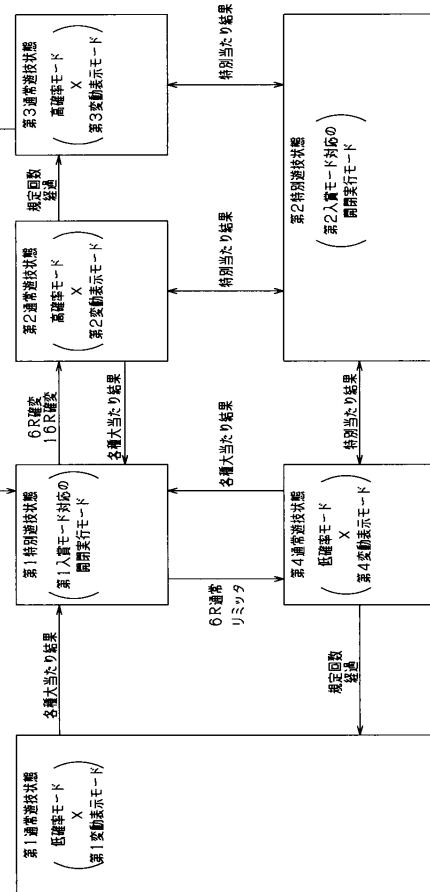 第1通常遊技状態
低確率モード
×
第1変動表示モード
各種大当たり結果
第1特別遊技状態
第1入賞モード対応の
開閉実行モード
6R確変
16R確変
各種大当たり結果
第2通常遊技状態
高確率モード
×
第2変動表示モード
規定回数
経過
第3通常遊技状態
高確率モード
×
第3変動表示モード
6R通常
リミッタ
各種大当たり結果
特別当たり結果
特別当たり結果
規定回数
経過
第4通常遊技状態
低確率モード
×
第4変動表示モード
特別当たり結果
第2特別遊技状態
第2入賞モード対応の
開閉実行モード